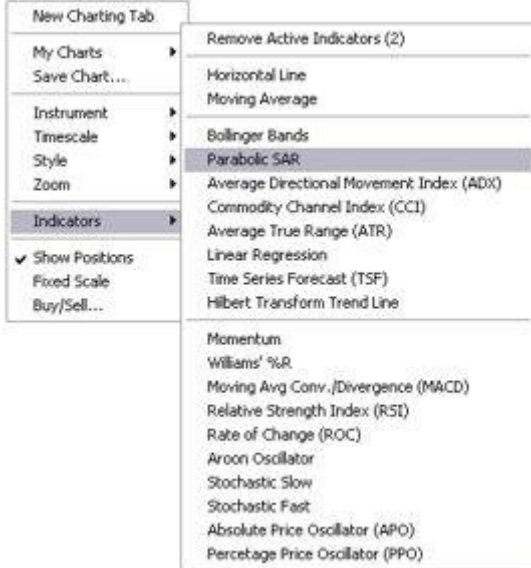 New Charting Tab
My Charts
Save Chart...
Instrument
Timescale
Style
Zoom
Indicators
Show Positions
Fixed Scale
Buy/Sell...
Remove Active Indicators (2)
Horizontal Line
Moving Average
Bollinger Bands
Parabolic SAR
Average Directional Movement Index (ADX)
Commodity Channel Index (CCI)
Average True Range (ATR)
Linear Regression
Time Series Forecast (TSF)
Hilbert Transform Trend Line
Momentum
Williams' %R
Moving Avg Conv./Divergence (MACD)
Relative Strength Index (RSI)
Rate of Change (ROC)
Aroon Oscillator
Stochastic Slow
Stochastic Fast
Absolute Price Oscillator (APO)
Percetage Price Oscillator (PPO)